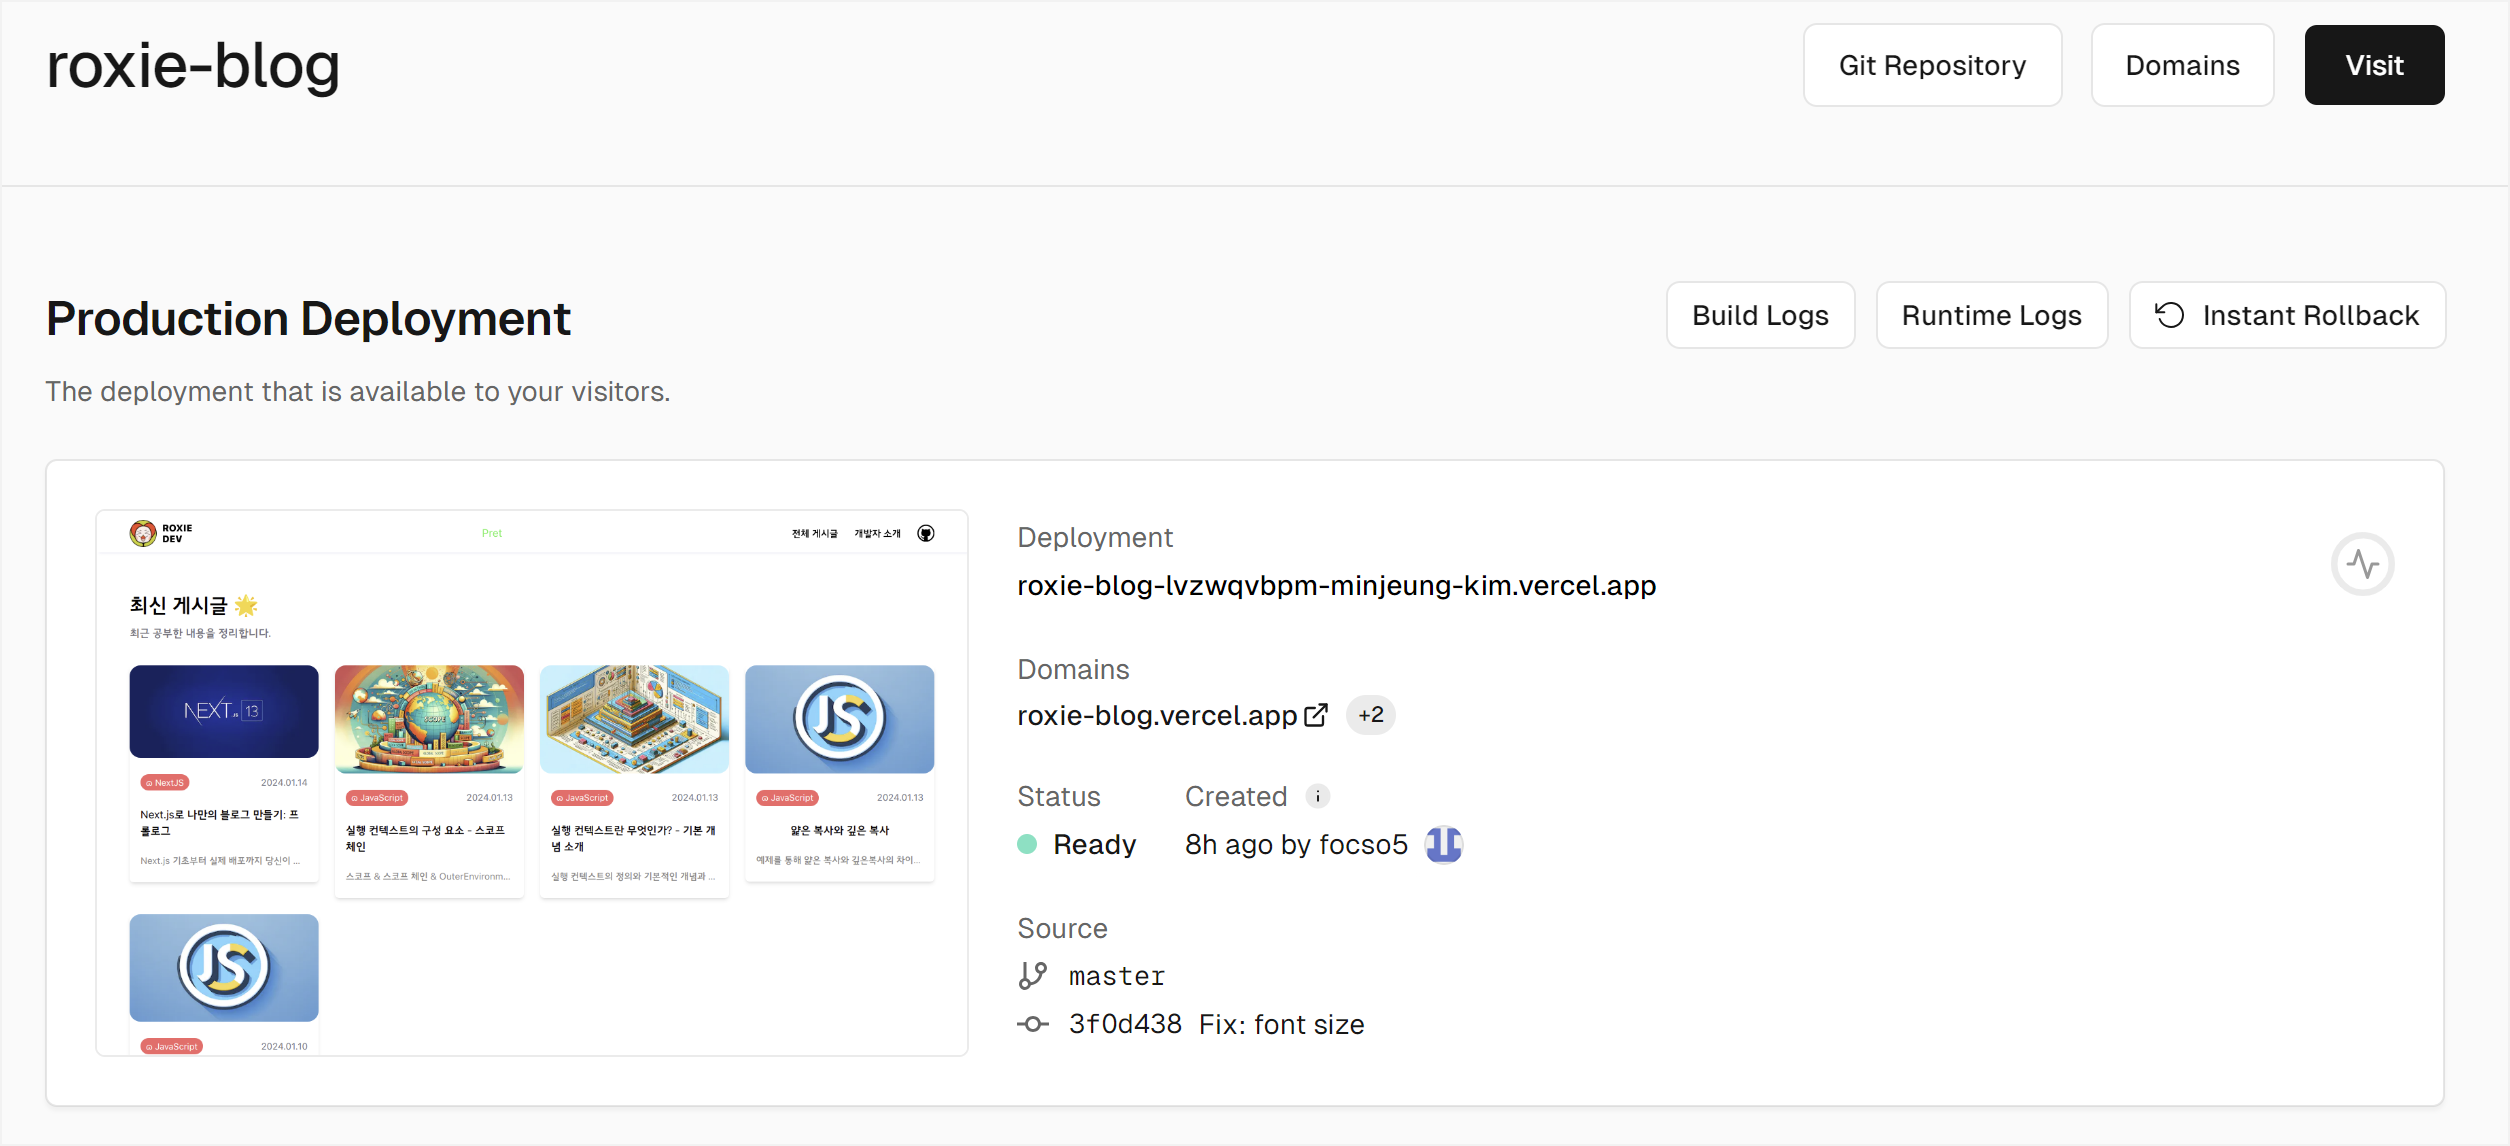 roxie-blog
Git Repository
Domains
Visit
Production Deployment
Build Logs
Runtime Logs
Instant Rollback
The deployment that is available to your visitors.
ROXIE
DEV
Pret
전체 게시글
개발자 소개
최신 게시글
최근 공부한 내용을 정리합니다.
NEXT.JS 13
NextJS
2024.01.14
Next.js로 나만의 블로그 만들기: 프
롤로그
Next.js 기초부터 실제 배포까지 당신이 ...
SCOPE
JavaScript
2024.01.13
실행 컨텍스트의 구성 요소 - 스코프
체인
스코프 & 스코프 체인 & OuterEnvironm...
JavaScript
2024.01.13
실행 컨텍스트란 무엇인가? - 기본 개
념 소개
실행 컨텍스트의 정의와 기본적인 개념과 ...
JS
JavaScript
2024.01.13
얕은 복사와 깊은 복사
예제를 통해 얕은 복사와 깊은복사의 차이...
JS
JavaScript
2024.01.10
Deployment
roxie-blog-lvzwqvbpm-minjeung-kim.vercel.app
Domains
roxie-blog.vercel.app
+2
Status
Created
Ready
8h ago by focso5
Source
master
3f0d438 Fix: font size